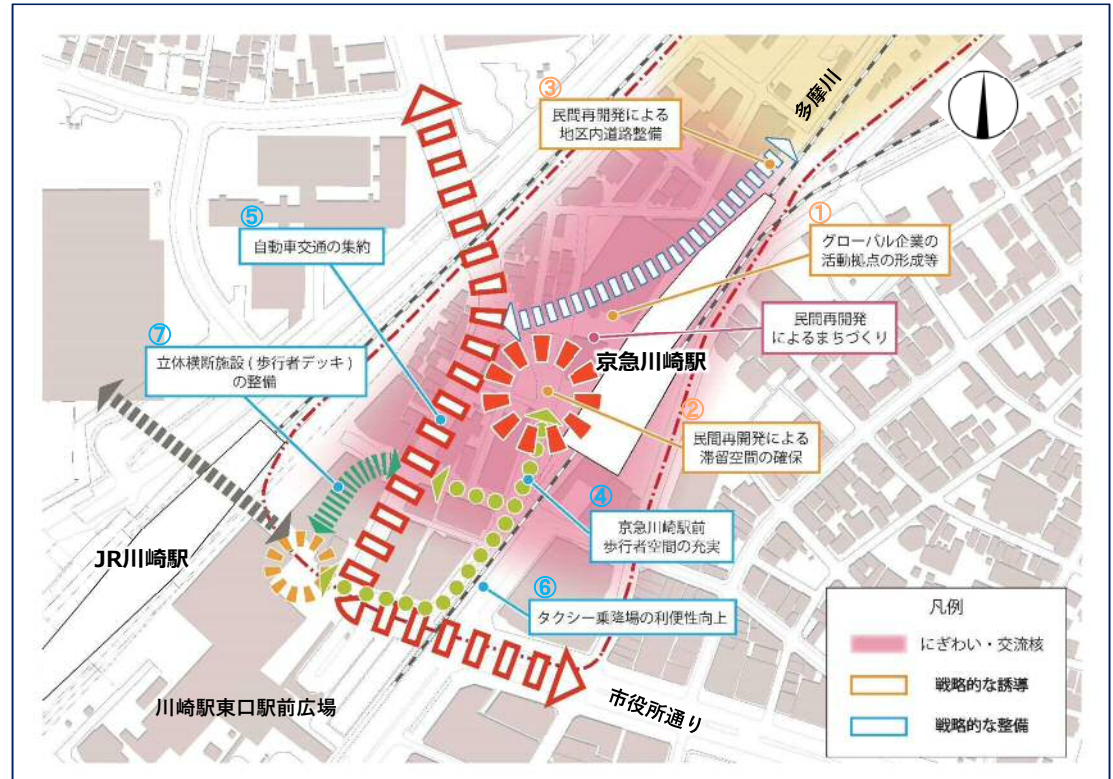 ③
民間再開発による
地区内道路整備
多摩川
①
グローバル企業の
活動拠点の形成等
⑤
自動車交通の集約
民間再開発
によるまちづくり
⑦
立体横断施設(歩行者デッキ)
の整備
京急川崎駅
②
民間再開発による
滞留空間の確保
④
京急川崎駅前
歩行者空間の充実
JR川崎駅
⑥
タクシー乗降場の利便性向上
川崎駅東口駅前広場
市役所通り
凡例
にぎわい・交流核
戦略的な誘導
戦略的な整備